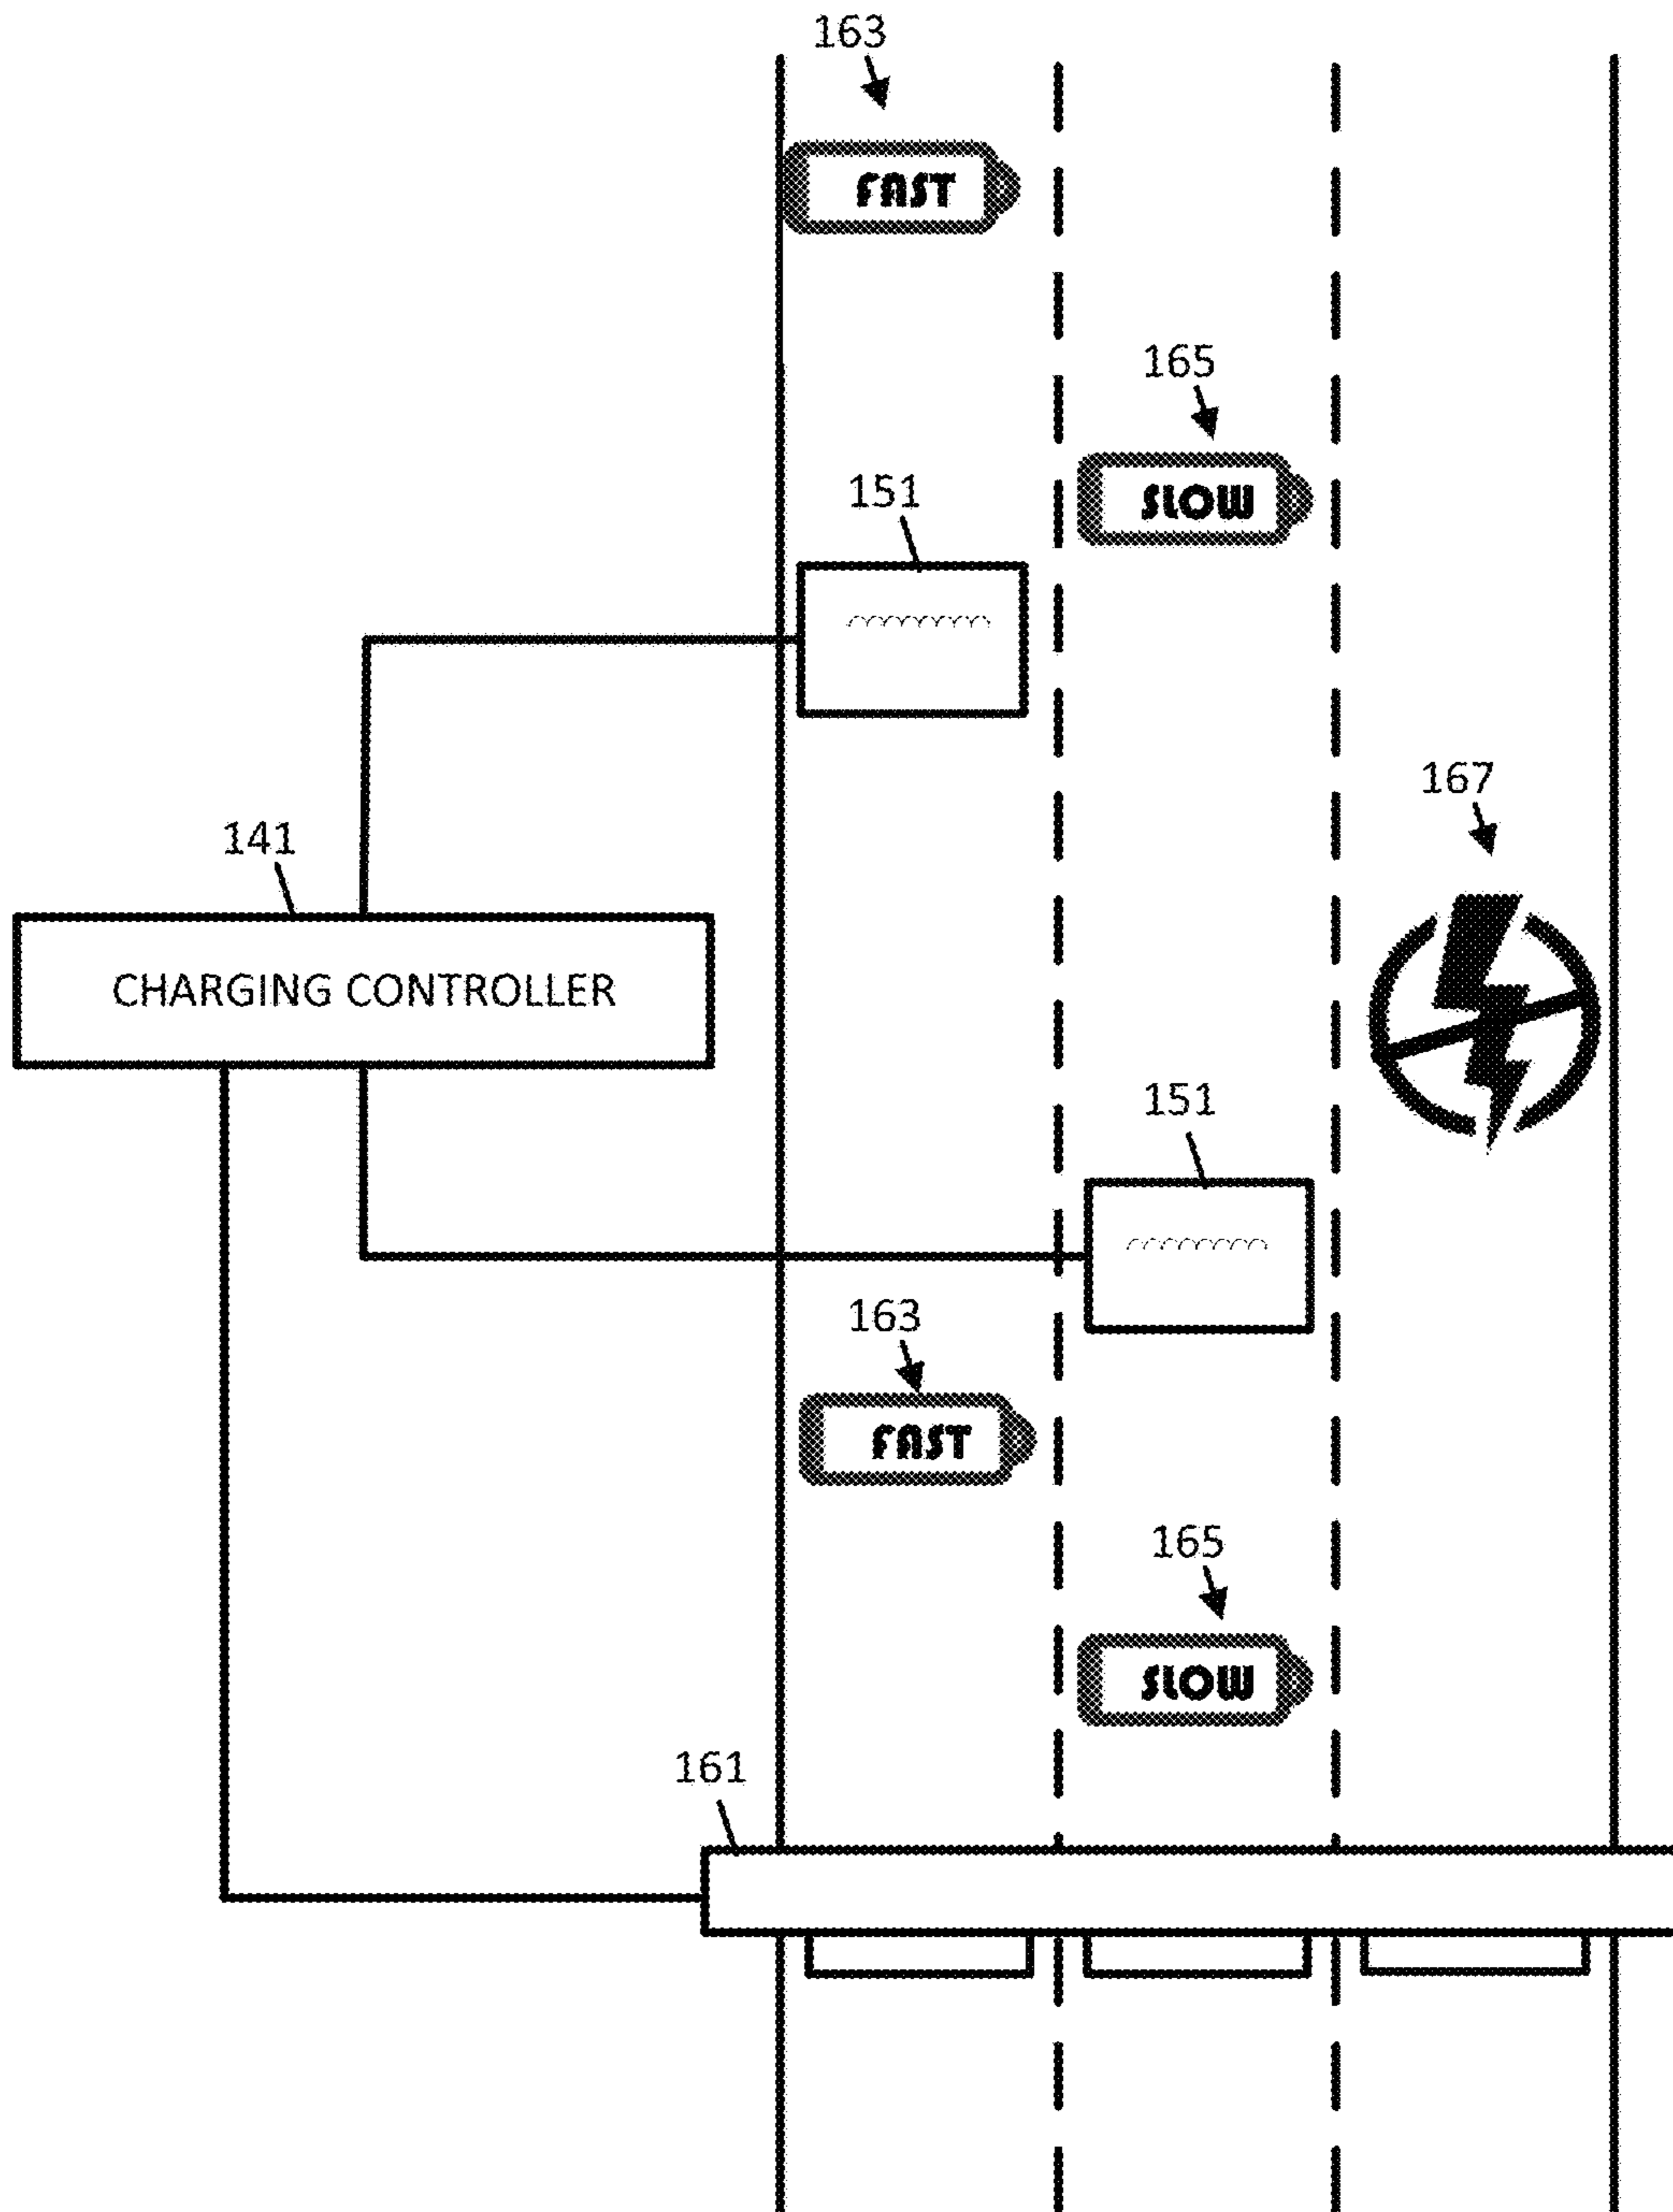 163
FAST
165
SLOW
151
167
141
CHARGING CONTROLLER
151
163
FAST
165
SLOW
161